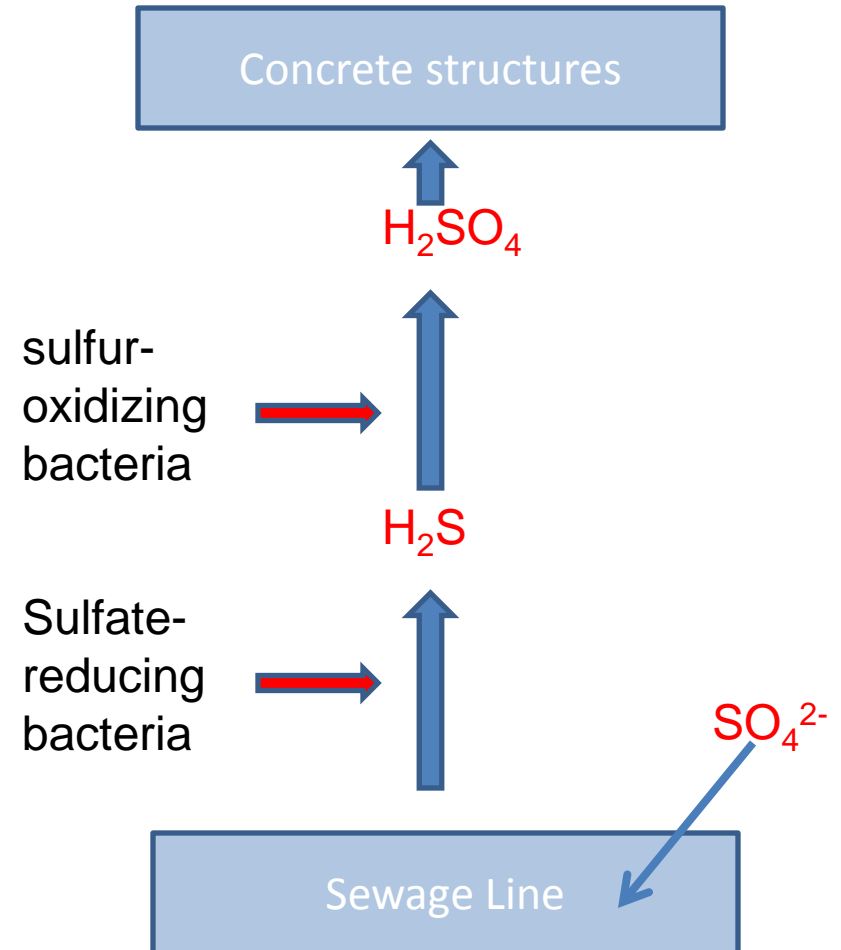 Concrete structures
H₂SO₄
sulfur-
oxidizing
bacteria
H₂S
Sulfate-
reducing
bacteria
SO₄²⁻
Sewage Line